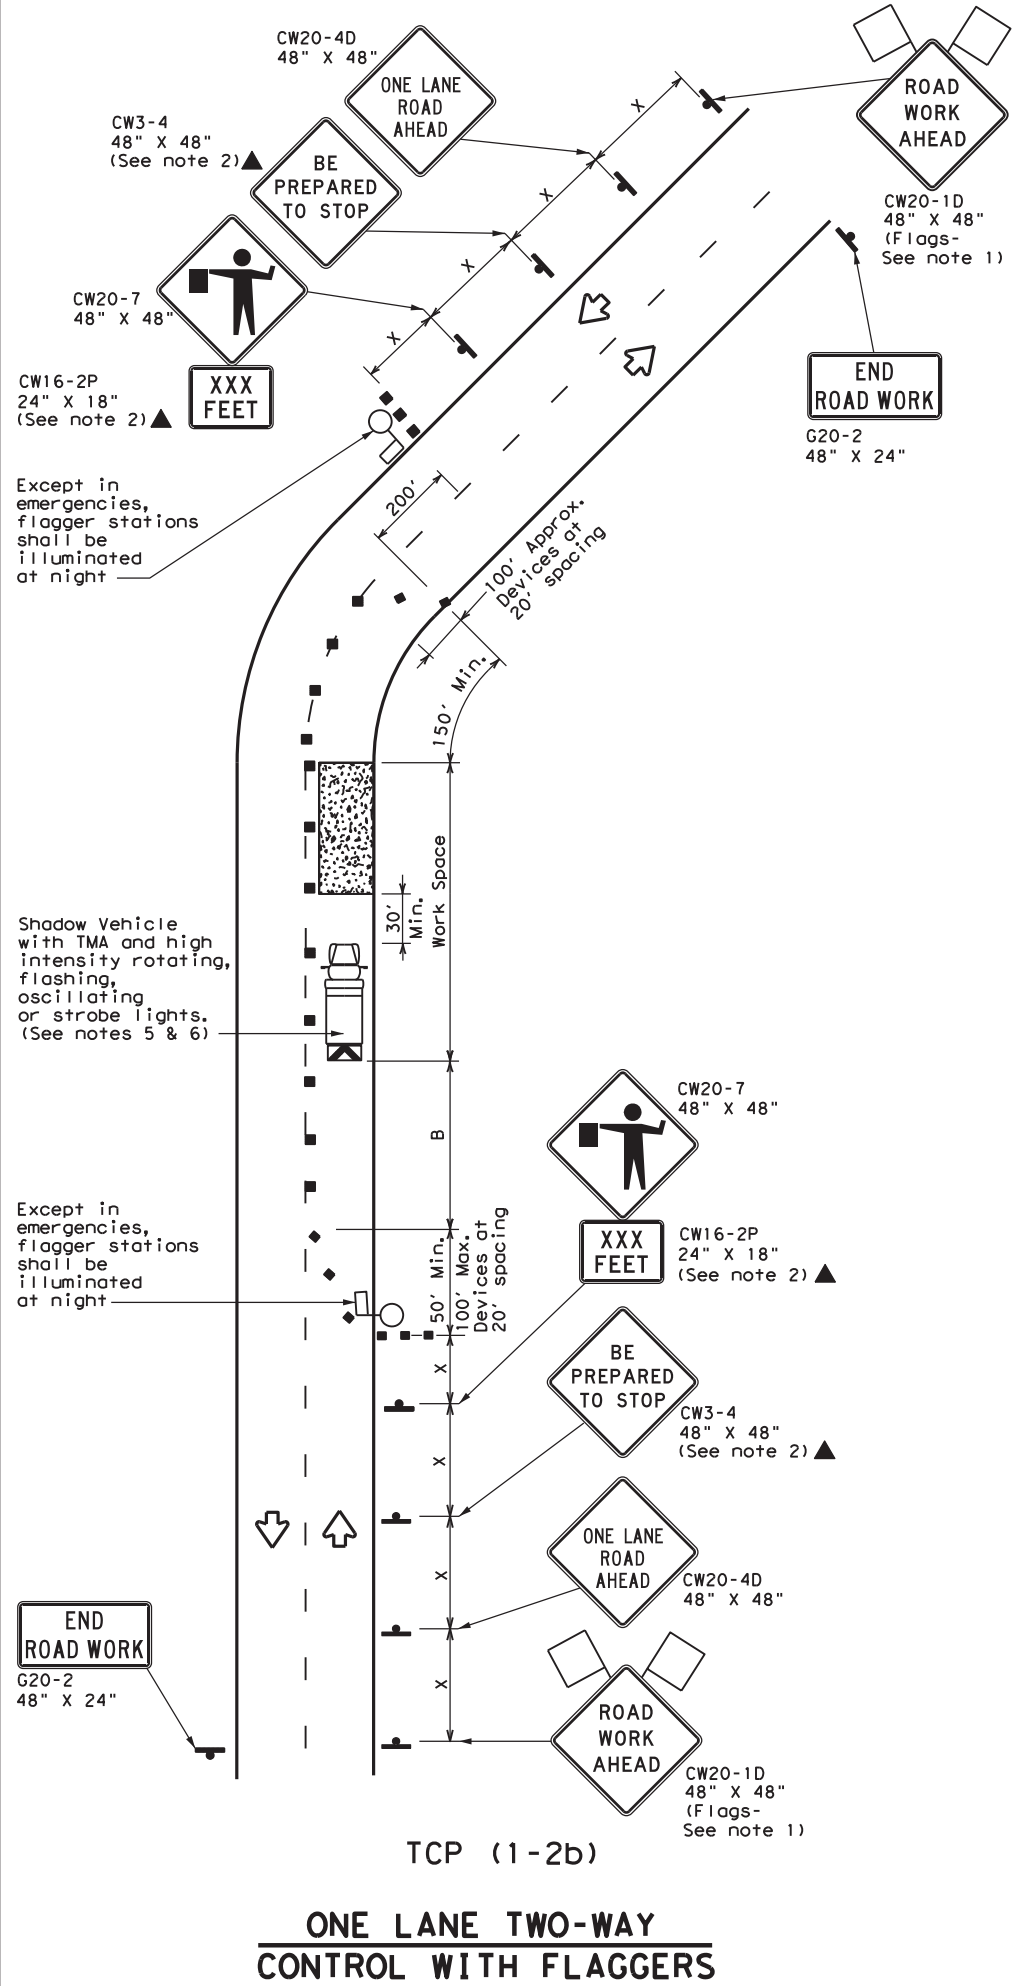 CW20-4D
48" X 48"
ONE LANE
ROAD
AHEAD
ROAD
WORK
AHEAD
CW20-1D
48" X 48"
(Flags-
See note 1)
CW3-4
48" X 48"
(See note 2)
BE
PREPARED
TO STOP
X
X
X
X
CW20-7
48" X 48"
CW16-2P
24" X 18"
(See note 2)
XXX
FEET
END
ROAD WORK
G20-2
48" X 24"
Except in
emergencies,
flagger stations
shall be
illuminated
at night
200'
100' Approx.
Devices at
20' spacing
150' Min.
Work Space
30'
Min.
Shadow Vehicle
with TMA and high
intensity rotating,
flashing,
oscillating
or strobe lights.
(See notes 5 & 6)
B
CW20-7
48" X 48"
XXX
FEET
CW16-2P
24" X 18"
(See note 2)
Except in
emergencies,
flagger stations
shall be
illuminated
at night
50' Min.
100' Max.
Devices at
20' spacing
X
X
X
X
BE
PREPARED
TO STOP
CW3-4
48" X 48"
(See note 2)
ONE LANE
ROAD
AHEAD
CW20-4D
48" X 48"
END
ROAD WORK
G20-2
48" X 24"
ROAD
WORK
AHEAD
CW20-1D
48" X 48"
(Flags-
See note 1)
TCP (1-2b)
ONE LANE TWO-WAY
CONTROL WITH FLAGGERS